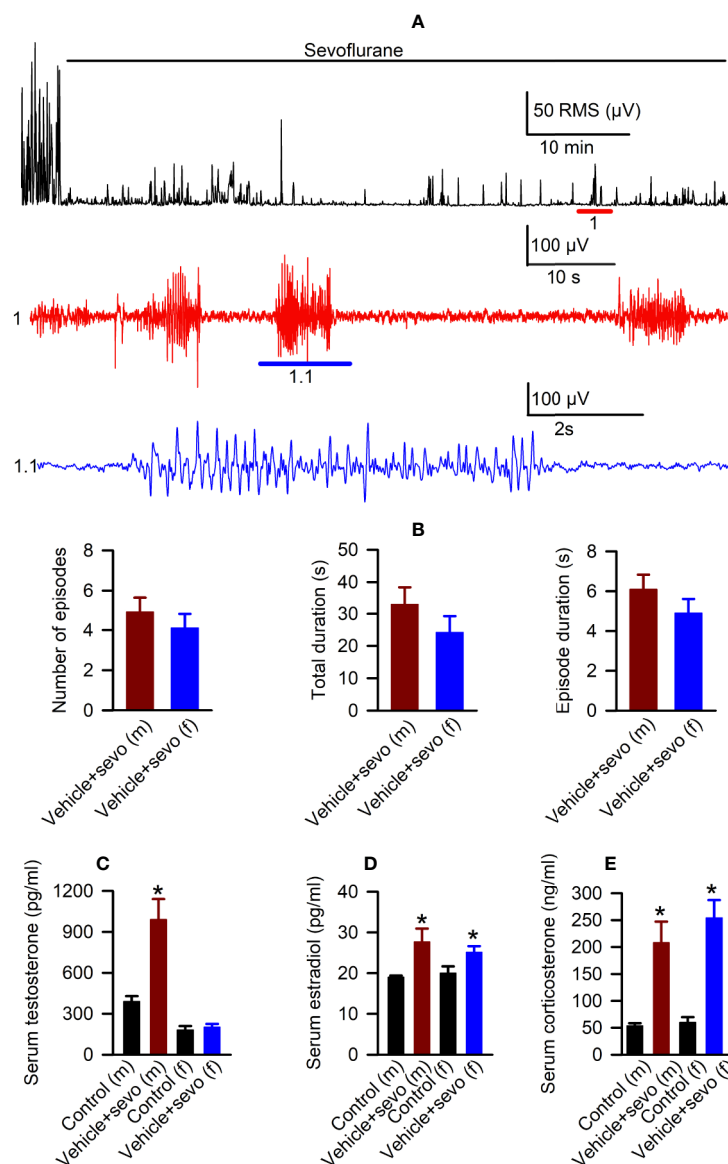 A
Sevoflurane
50 RMS (µV)
10 min
1
100 µV
10 s
1
1.1
100 µV
2s
1.1
B
Number of episodes
8
6
4
2
0
Vehicle+sevo (m)
Vehicle+sevo (f)
Total duration (s)
50
40
30
20
10
0
Vehicle+sevo (m)
Vehicle+sevo (f)
Episode duration (s)
8
6
4
2
0
Vehicle+sevo (m)
Vehicle+sevo (f)
C
Serum testosterone (pg/ml)
1200
900
600
300
0
*
Control (m)
Vehicle+sevo (m)
Control (f)
Vehicle+sevo (f)
D
Serum estradiol (pg/ml)
40
30
20
10
0
*
*
Control (m)
Vehicle+sevo (m)
Control (f)
Vehicle+sevo (f)
E
Serum corticosterone (ng/ml)
300
250
200
150
100
50
0
*
*
Control (m)
Vehicle+sevo (m)
Control (f)
Vehicle+sevo (f)